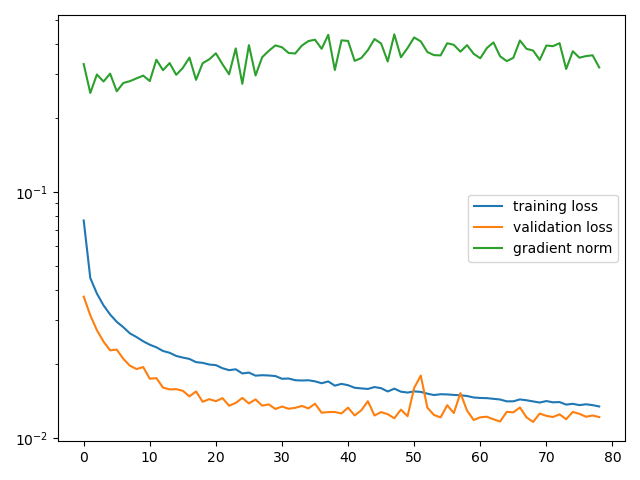 10⁻¹
10⁻²
training loss
validation loss
gradient norm
0 10 20 30 40 50 60 70 80